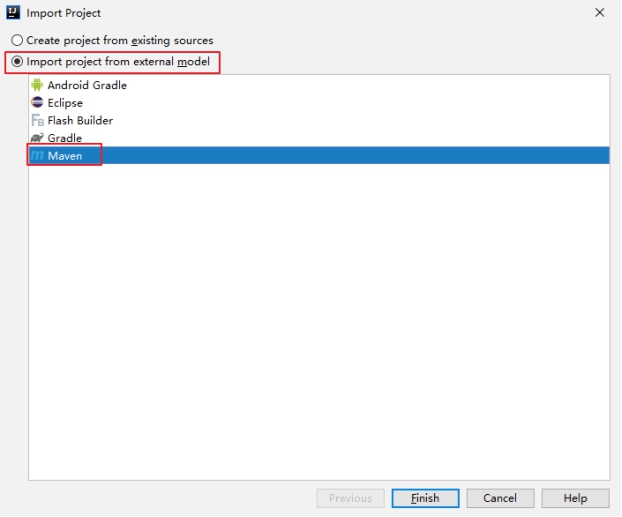 IJ Import Project
Create project from existing sources
Import project from external model
Android Gradle
Eclipse
FB Flash Builder
Gradle
m Maven
Previous
Finish
Cancel
Help